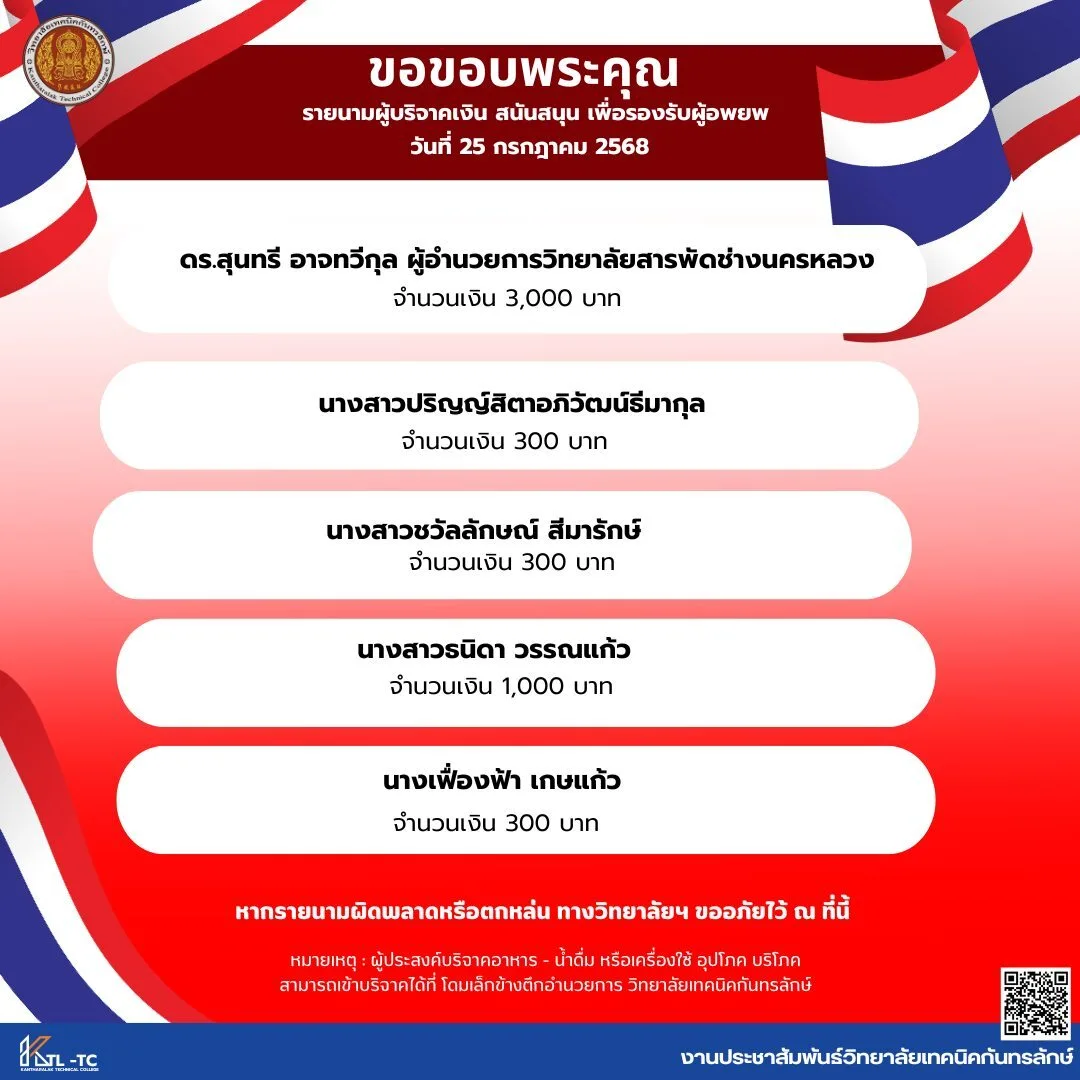 วิทยาลัยเทคนิคกันทรลักษ์
Kantharalak Technical College
ขอขอบพระคุณ
รายนามผู้บริจาคเงิน สนันสนุน เพื่อรองรับผู้อพยพ
วันที่ 25 กรกฎาคม 2568
ดร.สุนทรี อาจทวีกุล ผู้อำนวยการวิทยาลัยสารพัดช่างนครหลวง
จำนวนเงิน 3,000 บาท
นางสาวปริญญ์สิตาอภิวัฒน์ธีมากุล
จำนวนเงิน 300 บาท
นางสาวชวัลลักษณ์ สีมารักษ์
จำนวนเงิน 300 บาท
นางสาวธนิดา วรรณแก้ว
จำนวนเงิน 1,000 บาท
นางเฟื่องฟ้า เกษแก้ว
จำนวนเงิน 300 บาท
หากรายนามผิดพลาดหรือตกหล่น ทางวิทยาลัยฯ ขออภัยไว้ ณ ที่นี้
หมายเหตุ : ผู้ประสงค์บริจาคอาหาร - น้ำดื่ม หรือเครื่องใช้ อุปโภค บริโภค
สามารถเข้าบริจาคได้ที่ โดมเล็กข้างตึกอำนวยการ วิทยาลัยเทคนิคกันทรลักษ์
KTL -TC
KANTHARALAK TECHNICAL COLLEGE
งานประชาสัมพันธ์วิทยาลัยเทคนิคกันทรลักษ์